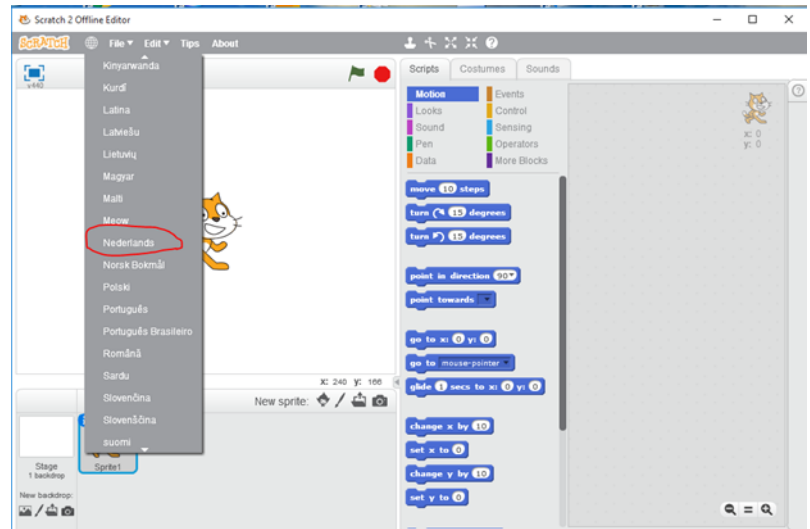 Scratch 2 Offline Editor
SCRATCH File Edit Tips About
v440
Kinyarwanda
Kurdî
Latina
Latviešu
Lietuvių
Magyar
Malti
Meow
Nederlands
Norsk Bokmål
Polski
Português
Português Brasileiro
Română
Sardu
Slovenčina
Slovenščina
suomi
X: 240 y: 166
New sprite:
Stage
1 backdrop
New backdrop:
Sprite1
Scripts Costumes Sounds
Motion Events
Looks Control
Sound Sensing
Pen Operators
Data More Blocks
move 10 steps
turn 15 degrees
turn 15 degrees
point in direction 90
point towards
go to x: 0 y: 0
go to mouse-pointer
glide 1 secs to x: 0 y: 0
change x by 10
set x to 0
change y by 10
set y to 0
x: 0
y: 0